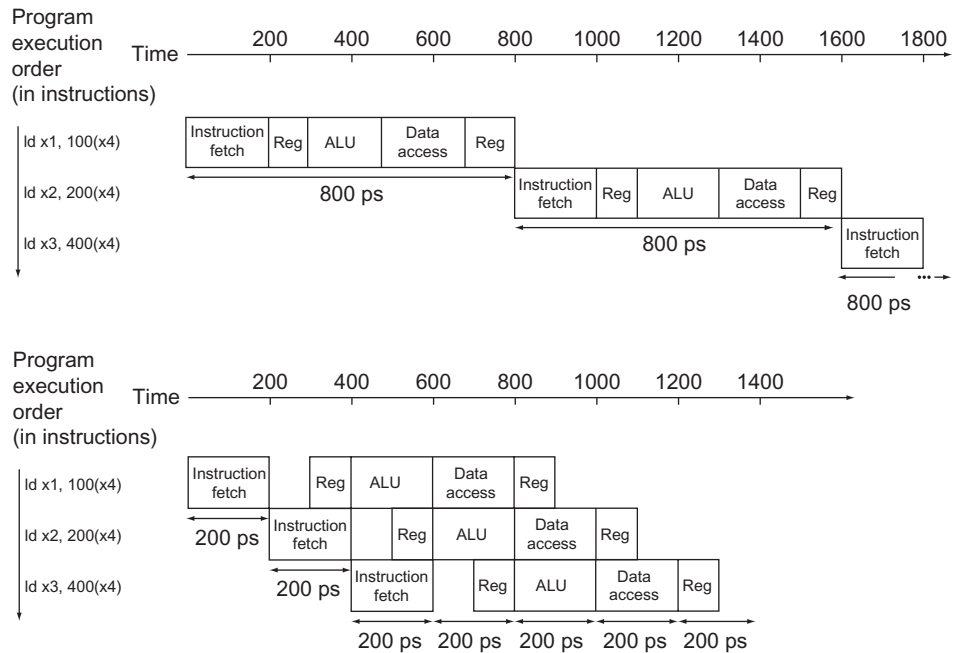 Program
execution
order
(in instructions)
Time
200 400 600 800 1000 1200 1400 1600 1800
ld x1, 100(x4)
Instruction
fetch
Reg
ALU
Data
access
Reg
800 ps
ld x2, 200(x4)
Instruction
fetch
Reg
ALU
Data
access
Reg
800 ps
ld x3, 400(x4)
Instruction
fetch
...
800 ps
Program
execution
order
(in instructions)
Time
200 400 600 800 1000 1200 1400
ld x1, 100(x4)
Instruction
fetch
Reg
ALU
Data
access
Reg
200 ps
ld x2, 200(x4)
Instruction
fetch
Reg
ALU
Data
access
Reg
200 ps
ld x3, 400(x4)
Instruction
fetch
Reg
ALU
Data
access
Reg
200 ps 200 ps 200 ps 200 ps 200 ps